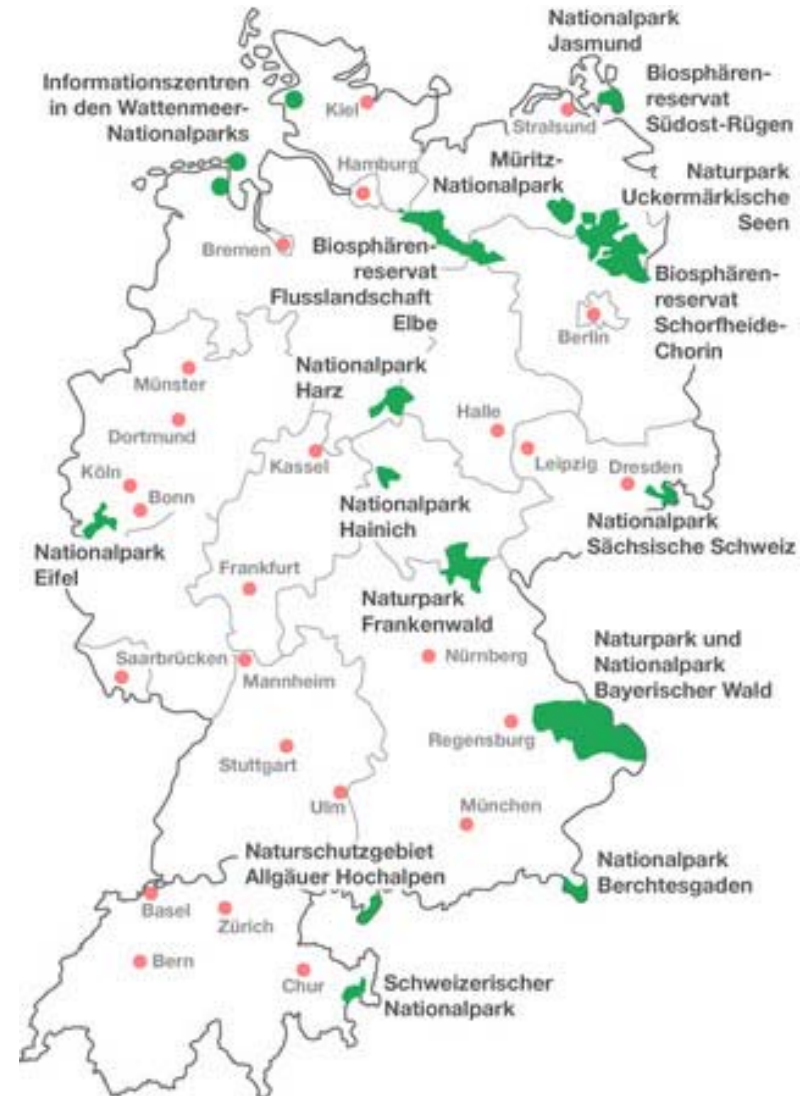 Nationalpark
Jasmund
Informationszentren
in den Wattenmeer-
Nationalparks
Biosphären-
reservat
Südost-Rügen
Kiel
Stralsund
Müritz-
Nationalpark
Hamburg
Naturpark
Uckermärkische
Seen
Bremen
Biosphären-
reservat
Flusslandschaft
Elbe
Biosphären-
reservat
Schorfheide-
Chorin
Berlin
Nationalpark
Harz
Münster
Dortmund
Halle
Köln
Bonn
Kassel
Leipzig
Dresden
Nationalpark
Hainich
Nationalpark
Sächsische Schweiz
Nationalpark
Eifel
Frankfurt
Naturpark
Frankenwald
Naturpark und
Nationalpark
Bayerischer Wald
Saarbrücken
Mannheim
Nürnberg
Regensburg
Stuttgart
Ulm
München
Naturschutzgebiet
Allgäuer Hochalpen
Nationalpark
Berchtesgaden
Basel
Zürich
Bern
Chur
Schweizerischer
Nationalpark